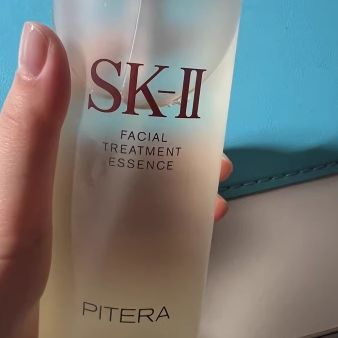 SK-II
FACIAL
TREATMENT
ESSENCE
PITERA